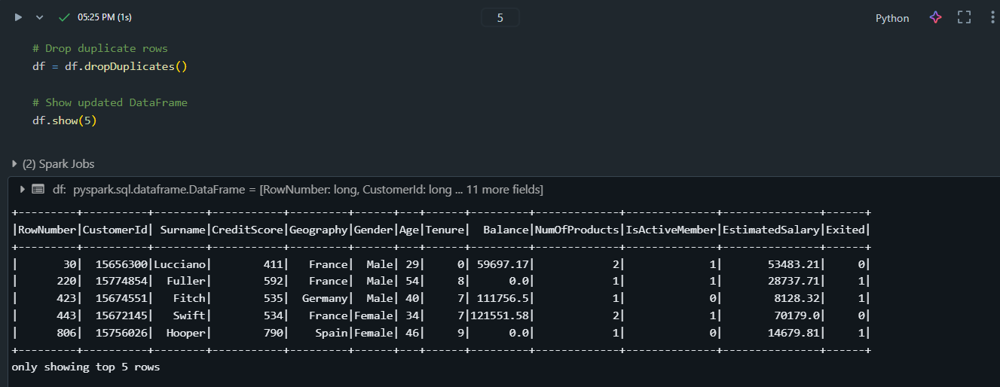 05:25 PM (1s)
5
Python
# Drop duplicate rows
df = df.dropDuplicates()
# Show updated DataFrame
df.show(5)
(2) Spark Jobs
df: pyspark.sql.dataframe.DataFrame = [RowNumber: long, CustomerId: long ... 11 more fields]
+---------+----------+--------+-----------+---------+------+---+------+---------+-------------+--------------+---------------+------+
|RowNumber|CustomerId| Surname|CreditScore|Geography|Gender|Age|Tenure|  Balance|NumOfProducts|IsActiveMember|EstimatedSalary|Exited|
+---------+----------+--------+-----------+---------+------+---+------+---------+-------------+--------------+---------------+------+
|       30|  15656300|Lucciano|        411|   France|  Male| 29|     0| 59697.17|            2|             1|       53483.21|     0|
|      220|  15774854|  Fuller|        592|   France|  Male| 54|     8|      0.0|            1|             1|       28737.71|     1|
|      423|  15674551|   Fitch|        535|  Germany|  Male| 40|     7| 111756.5|            1|             0|        8128.32|     1|
|      443|  15672145|   Swift|        534|   France|Female| 34|     7|121551.58|            2|             1|        70179.0|     0|
|      806|  15756026|  Hooper|        790|    Spain|Female| 46|     9|      0.0|            1|             0|       14679.81|     1|
+---------+----------+--------+-----------+---------+------+---+------+---------+-------------+--------------+---------------+------+
only showing top 5 rows